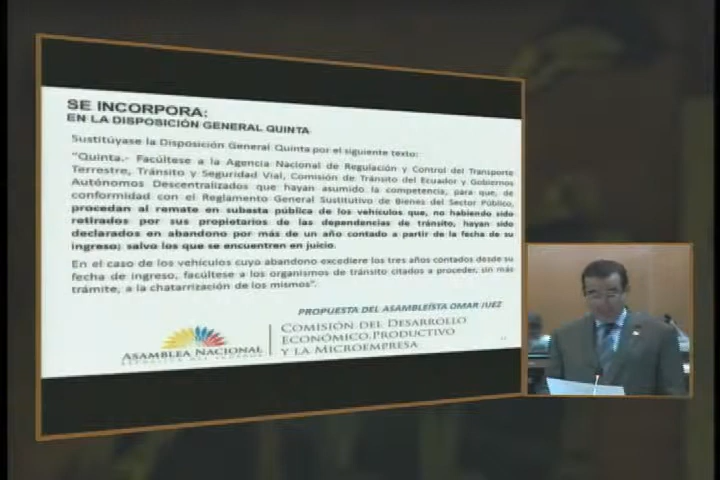 SE INCORPORA:
EN LA DISPOSICIÓN GENERAL QUINTA
Sustitúyase la Disposición General Quinta por el siguiente texto:
"Quinta.- Facúltese a la Agencia Nacional de Regulación y Control del Transporte
Terrestre, Tránsito y Seguridad Vial, Comisión de Tránsito del Ecuador y Gobiernos
Autónomos Descentralizados que hayan asumido la competencia, para que, de
conformidad con el Reglamento General Sustitutivo de Bienes del Sector Público,
procedan al remate en subasta pública de los vehículos que, no habiendo sido
retirados por sus propietarios de las dependencias de tránsito, hayan sido
declarados en abandono por más de un año contado a partir de la fecha de su
ingreso; salvo los que se encuentren en juicio.
En el caso de los vehículos cuyo abandono excediere los tres años contados desde su
fecha de ingreso, facúltese a los organismos de tránsito citados a proceder, sin más
trámite, a la chatarrización de los mismos".
PROPUESTA DEL ASAMBLEÍSTA OMAR JUEZ
ASAMBLEA NACIONAL
REPÚBLICA DEL ECUADOR
COMISIÓN DEL DESARROLLO
ECONÓMICO, PRODUCTIVO
Y LA MICROEMPRESA